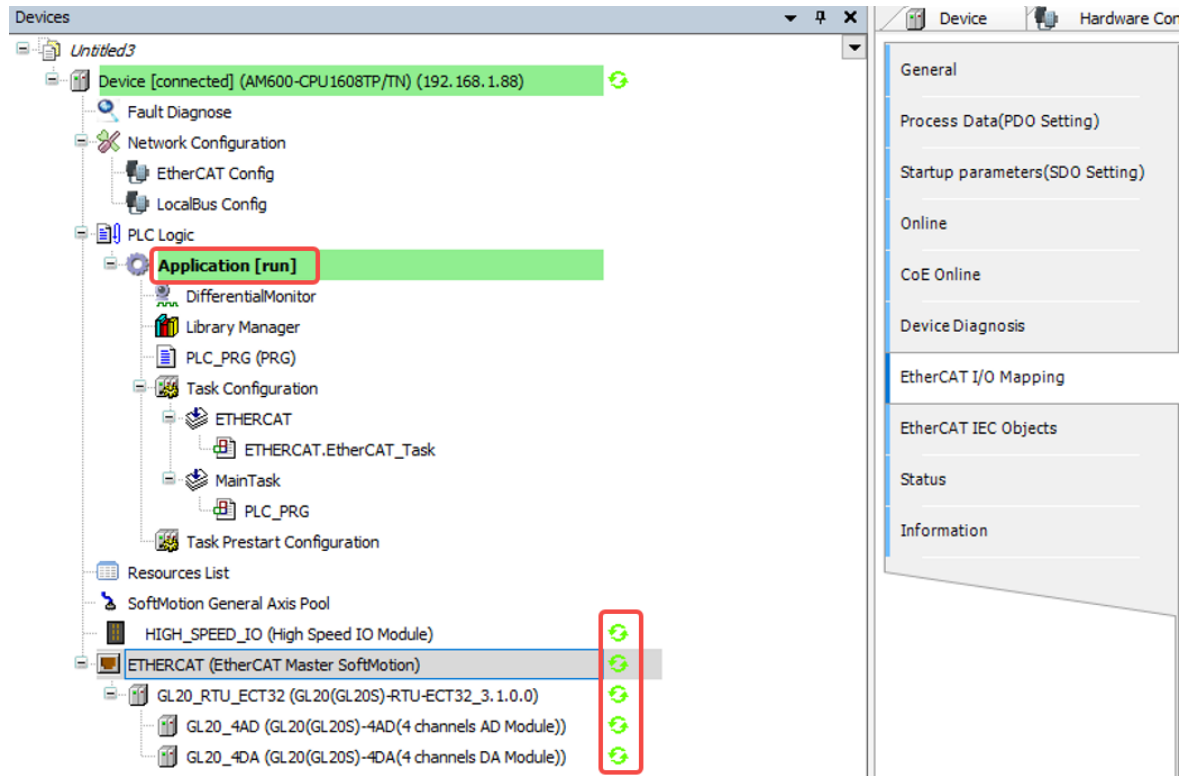 Devices
Untitled3
Device [connected] (AM600-CPU1608TP/TN) (192.168.1.88)
Fault Diagnose
Network Configuration
EtherCAT Config
LocalBus Config
PLC Logic
Application [run]
DifferentialMonitor
Library Manager
PLC_PRG (PRG)
Task Configuration
ETHERCAT
ETHERCAT.EtherCAT_Task
MainTask
PLC_PRG
Task Prestart Configuration
Resources List
SoftMotion General Axis Pool
HIGH_SPEED_IO (High Speed IO Module)
ETHERCAT (EtherCAT Master SoftMotion)
GL20_RTU_ECT32 (GL20(GL20S)-RTU-ECT32_3.1.0.0)
GL20_4AD (GL20(GL20S)-4AD(4 channels AD Module))
GL20_4DA (GL20(GL20S)-4DA(4 channels DA Module))
Device
Hardware Con
General
Process Data(PDO Setting)
Startup parameters(SDO Setting)
Online
CoE Online
Device Diagnosis
EtherCAT I/O Mapping
EtherCAT IEC Objects
Status
Information